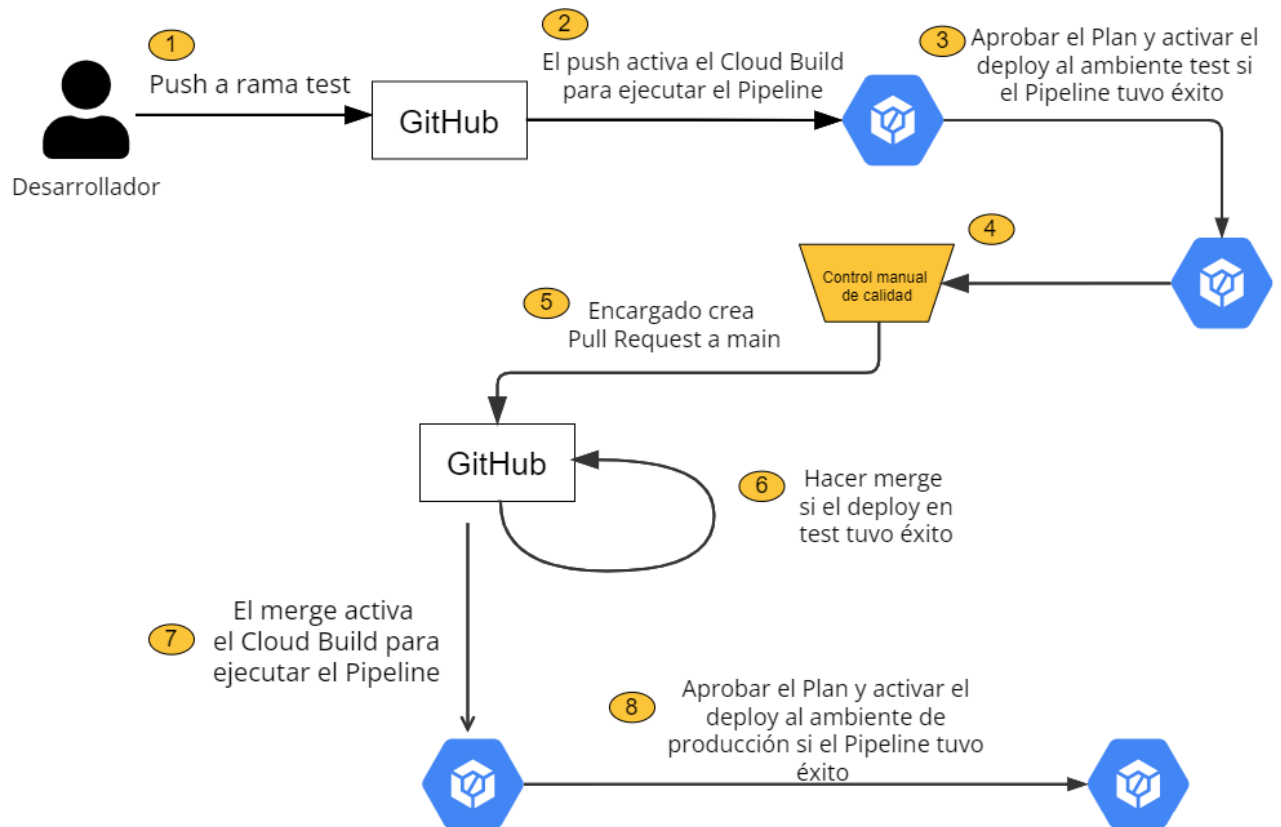 1
Push a rama test
Desarrollador
GitHub
2
El push activa el Cloud Build
para ejecutar el Pipeline
3
Aprobar el Plan y activar el
deploy al ambiente test si
el Pipeline tuvo éxito
4
Control manual
de calidad
5
Encargado crea
Pull Request a main
GitHub
6
Hacer merge
si el deploy en
test tuvo éxito
7
El merge activa
el Cloud Build para
ejecutar el Pipeline
8
Aprobar el Plan y activar el
deploy al ambiente de
producción si el Pipeline tuvo
éxito